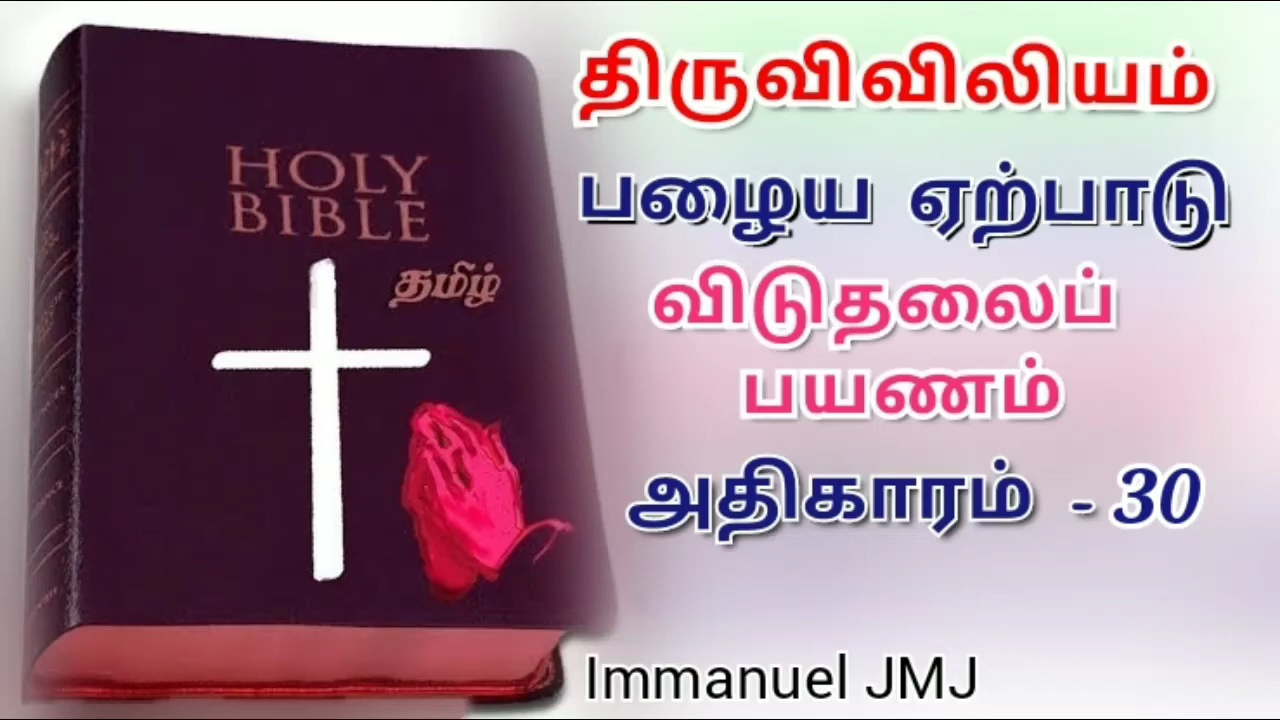 HOLY
BIBLE
தமிழ்
திருவிவிலியம்
பழைய ஏற்பாடு
விடுதலைப்
பயணம்
அதிகாரம் - 30
Immanuel JMJ